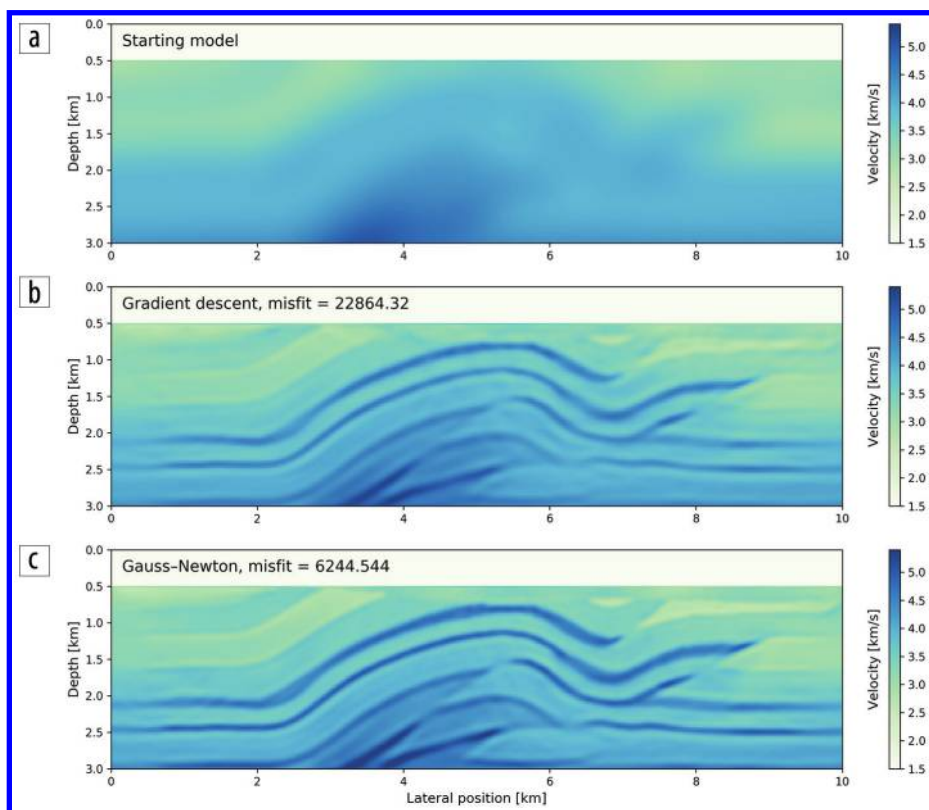 a
Starting model
0.0
0.5
1.0
1.5
2.0
2.5
3.0
Depth [km]
0 2 4 6 8 10
5.0
4.5
4.0
3.5
3.0
2.5
2.0
1.5
Velocity [km/s]
b
Gradient descent, misfit = 22864.32
0.0
0.5
1.0
1.5
2.0
2.5
3.0
Depth [km]
0 2 4 6 8 10
5.0
4.5
4.0
3.5
3.0
2.5
2.0
1.5
Velocity [km/s]
c
Gauss–Newton, misfit = 6244.544
0.0
0.5
1.0
1.5
2.0
2.5
3.0
Depth [km]
0 2 4 6 8 10
Lateral position [km]
5.0
4.5
4.0
3.5
3.0
2.5
2.0
1.5
Velocity [km/s]